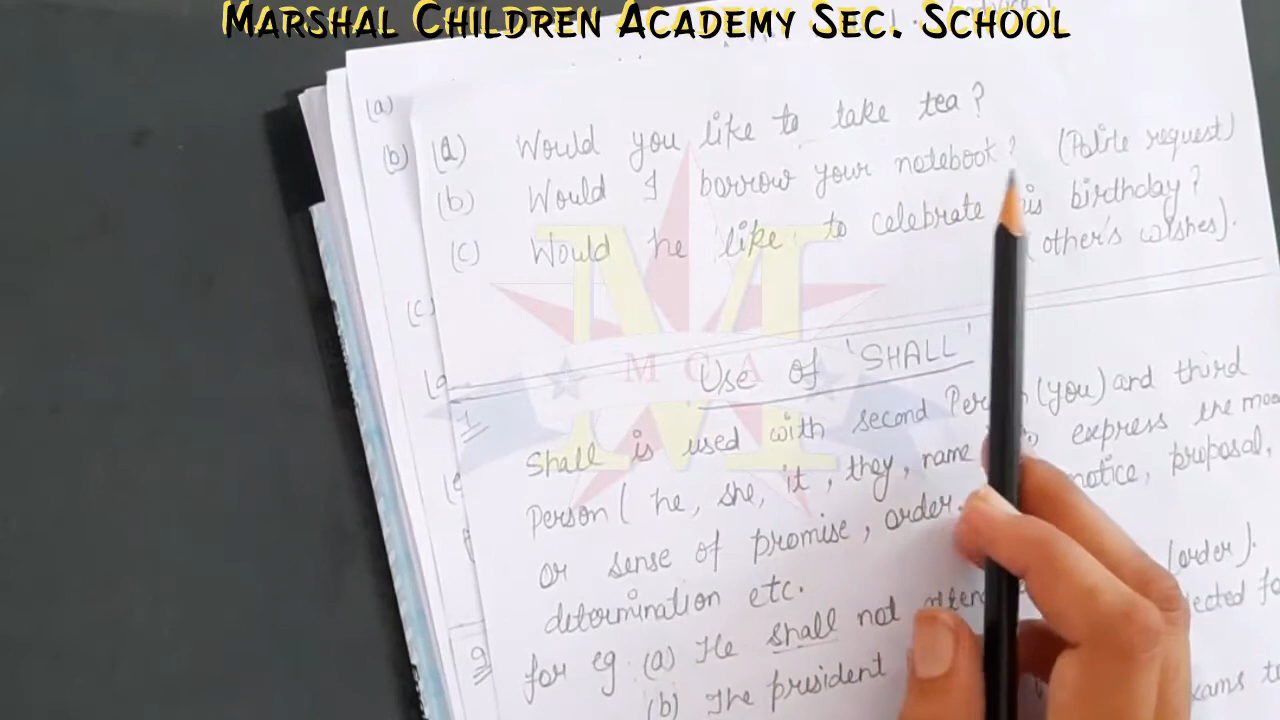 MARSHAL CHILDREN ACADEMY SEC. SCHOOL
(a)
(a) Would you like to take tea?
(b)
(b) Would I borrow your notebook? (Polite request)
(c) Would he like to celebrate his birthday?
(other's wishes).
(c)
M C A
Use of 'SHALL'
1
Shall is used with second Person (you) and third
Person ( he, she, it, they, name to express the
or sense of promise, order, notice, proposal,
determination etc.
for eg. (a) He shall not (order).
(b) The president